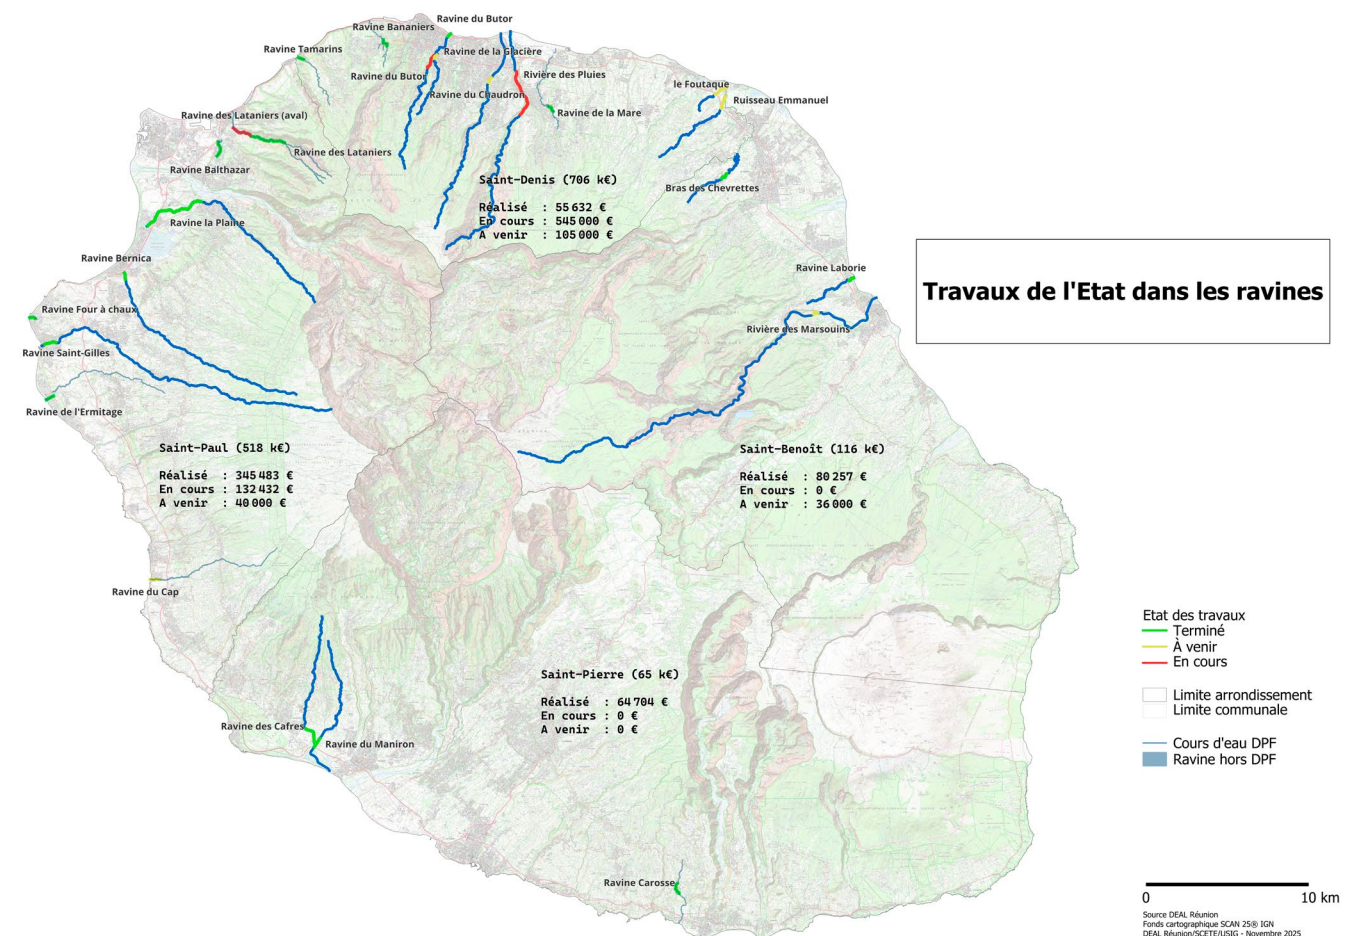 Ravine du Butor
Ravine Bananiers
Ravine Tamarins
Ravine de la Glacière
Ravine du Butor
Rivière des Pluies
Ravine du Chaudron
le Foutaque
Ruisseau Emmanuel
Ravine de la Mare
Ravine des Lataniers (aval)
Ravine des Lataniers
Ravine Balthazar
Bras des Chevrettes
Saint-Denis (706 k€)
Réalisé : 55 632 €
En cours : 545 000 €
A venir : 105 000 €
Ravine la Plaine
Ravine Bernica
Ravine Laborie
Travaux de l'Etat dans les ravines
Ravine Four à chaux
Rivière des Marsouins
Ravine Saint-Gilles
Ravine de l'Ermitage
Saint-Paul (518 k€)
Réalisé : 345 483 €
En cours : 132 432 €
A venir : 40 000 €
Saint-Benoît (116 k€)
Réalisé : 80 257 €
En cours : 0 €
A venir : 36 000 €
Ravine du Cap
Saint-Pierre (65 k€)
Réalisé : 64 704 €
En cours : 0 €
A venir : 0 €
Ravine des Cafres
Ravine du Maniron
Ravine Carosse
Etat des travaux
Terminé
À venir
En cours
Limite arrondissement
Limite communale
Cours d'eau DPF
Ravine hors DPF
0 10 km
Source DEAL Réunion
Fonds cartographique SCAN 25® IGN
DEAL Réunion/SCETE/USIG - Novembre 2025